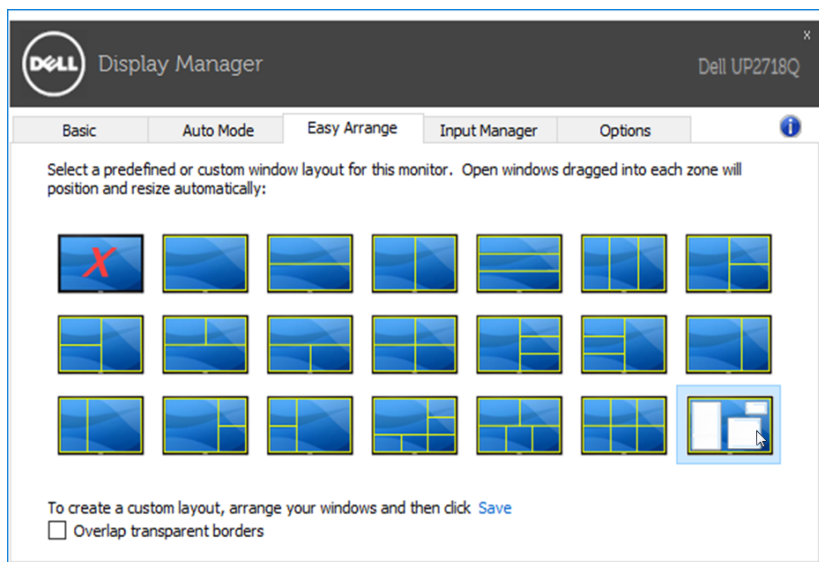 DELL
Display Manager
x
Dell UP2718Q
Basic
Auto Mode
Easy Arrange
Input Manager
Options
i
Select a predefined or custom window layout for this monitor. Open windows dragged into each zone will
position and resize automatically:
X
To create a custom layout, arrange your windows and then click Save
Overlap transparent borders